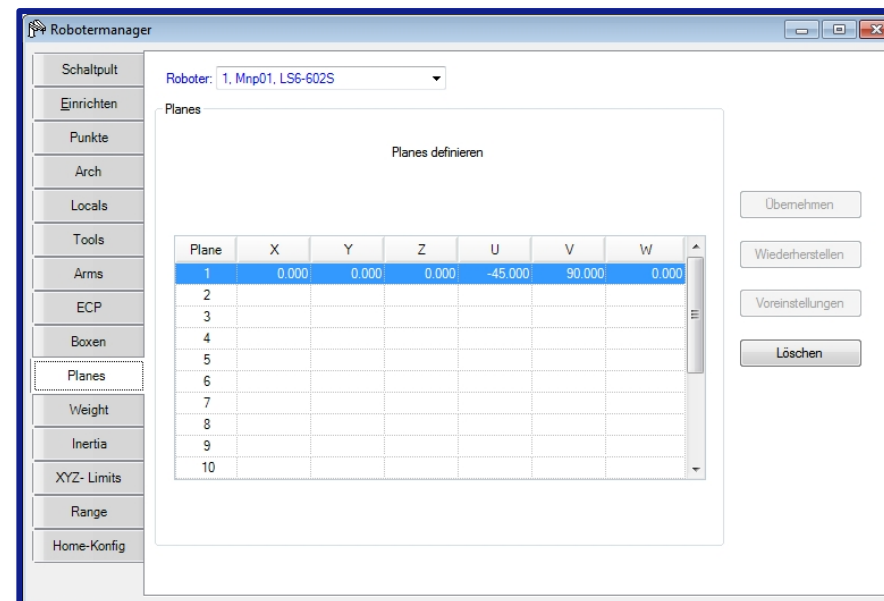 Robotermanager
Schaltpult
Einrichten
Punkte
Arch
Locals
Tools
Arms
ECP
Boxen
Planes
Weight
Inertia
XYZ- Limits
Range
Home-Konfig
Roboter: 1, Mnp01, LS6-602S
Planes
Planes definieren
Plane X Y Z U V W
1 0.000 0.000 0.000 -45.000 90.000 0.000
2
3
4
5
6
7
8
9
10
Übernehmen
Wiederherstellen
Voreinstellungen
Löschen